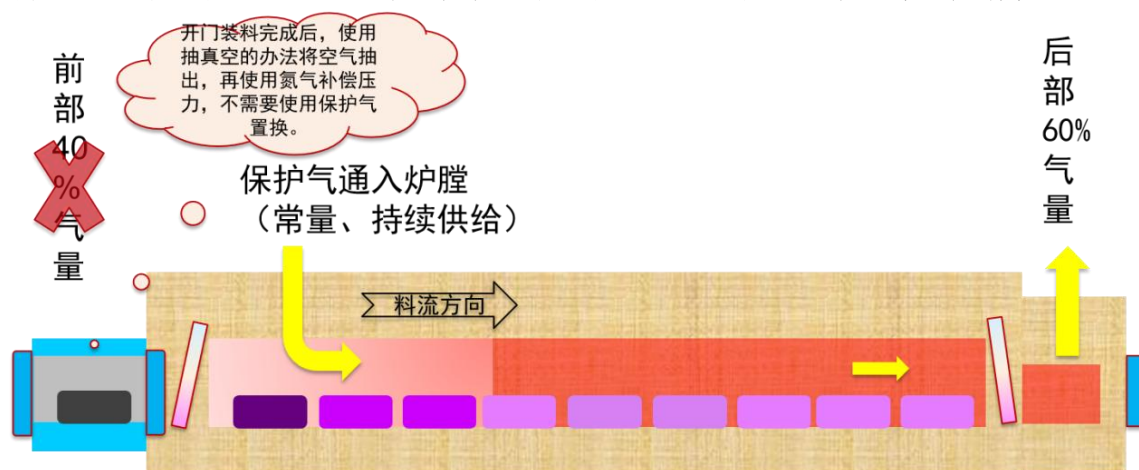 开门装料完成后，使用
抽真空的办法将空气抽
出，再使用氮气补偿压
力，不需要使用保护气
置换。
前
部
40
%
气
量
保护气通入炉膛
（常量、持续供给）
料流方向
后
部
60%
气
量